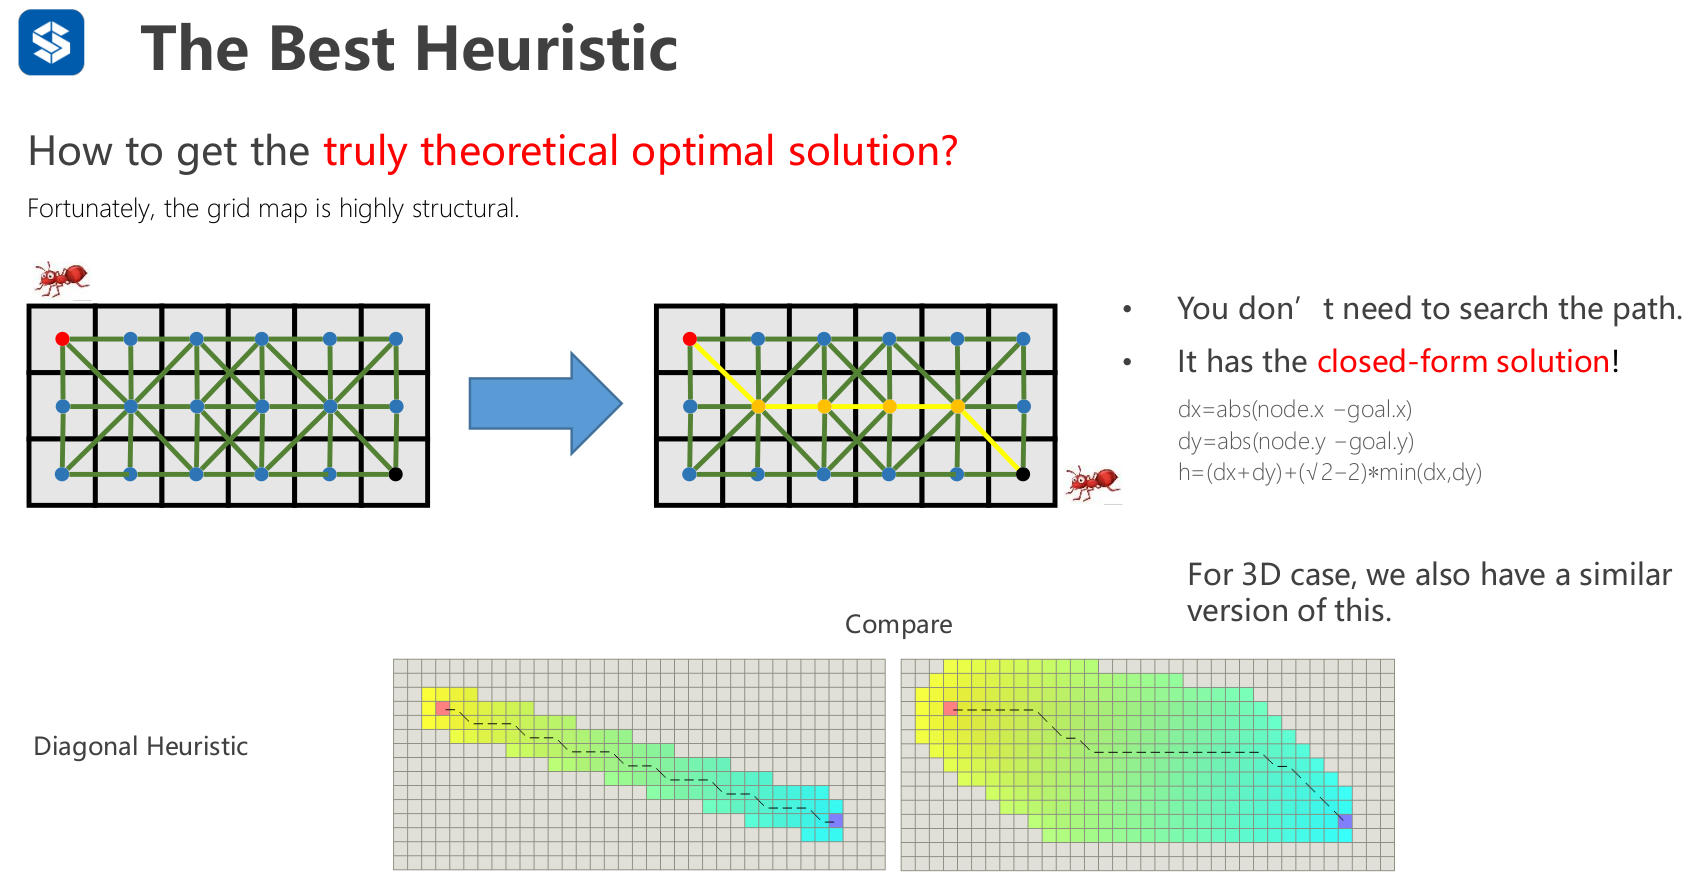 The Best Heuristic
How to get the truly theoretical optimal solution?
Fortunately, the grid map is highly structural.
• You don’ t need to search the path.
• It has the closed-form solution!
dx=abs(node.x −goal.x)
dy=abs(node.y −goal.y)
h=(dx+dy)+(√2−2)*min(dx,dy)
For 3D case, we also have a similar
version of this.
Compare
Diagonal Heuristic